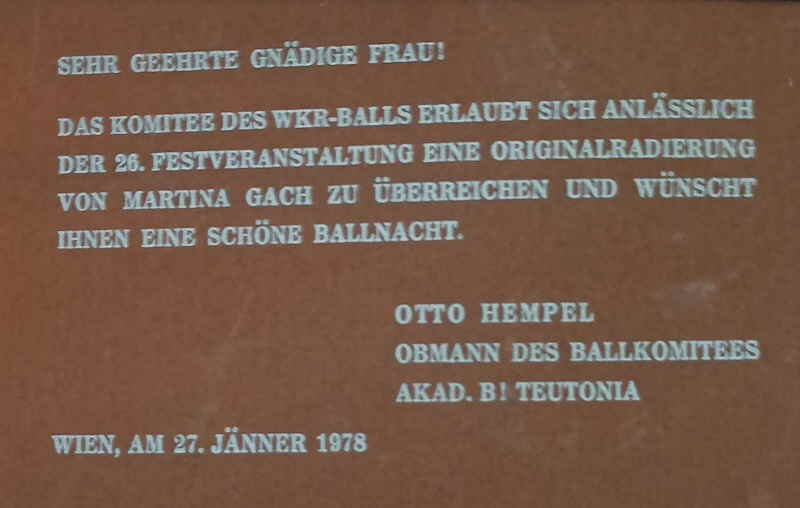 SEHR GEEHRTE GNÄDIGE FRAU!
DAS KOMITEE DES WKR-BALLS ERLAUBT SICH ANLÄSSLICH
DER 26. FESTVERANSTALTUNG EINE ORIGINALRADIERUNG
VON MARTINA GACH ZU ÜBERREICHEN UND WÜNSCHT
IHNEN EINE SCHÖNE BALLNACHT.
OTTO HEMPEL
OBMANN DES BALLKOMITEES
AKAD. B! TEUTONIA
WIEN, AM 27. JÄNNER 1978